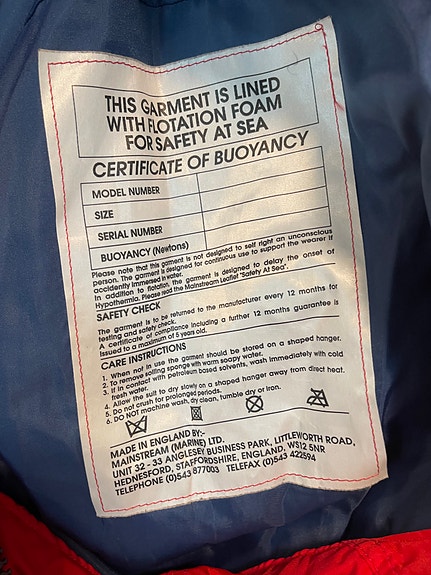 THIS GARMENT IS LINED
WITH FLOTATION FOAM
FOR SAFETY AT SEA
CERTIFICATE OF BUOYANCY
MODEL NUMBER
SIZE
SERIAL NUMBER
BUOYANCY (Newtons)
Please note that this garment is not designed to self right an unconscious
person. The garment is designed for continuous use to support the wearer if
accidently immersed in water.
In addition to flotation, the garment is designed to delay the onset of
Hypothermia. Please read the Mainstream Leaflet 'Safety At Sea'.
SAFETY CHECK
The garment is to be returned to the manufacturer every 12 months for
testing and safety check.
A certificate of compliance including a further 12 months guarantee is
issued to a maximum of 5 years old.
CARE INSTRUCTIONS
1. When not in use the garment should be stored on a shaped hanger.
2. To remove soiling sponge with warm soapy water.
3. If in contact with petroleum based solvents, wash immediately with cold
fresh water.
4. Allow the suit to dry slowly on a shaped hanger away from direct heat.
5. Do not crush for prolonged periods.
6. DO NOT machine wash, dry clean, tumble dry or iron.
MADE IN ENGLAND BY:-
MAINSTREAM (MARINE) LTD.
UNIT 32 - 33 ANGLESEY BUSINESS PARK, LITTLEWORTH ROAD,
HEDNESFORD, STAFFORDSHIRE, ENGLAND, WS12 5NR
TELEPHONE (0)543 877003 TELEFAX (0)543 422594